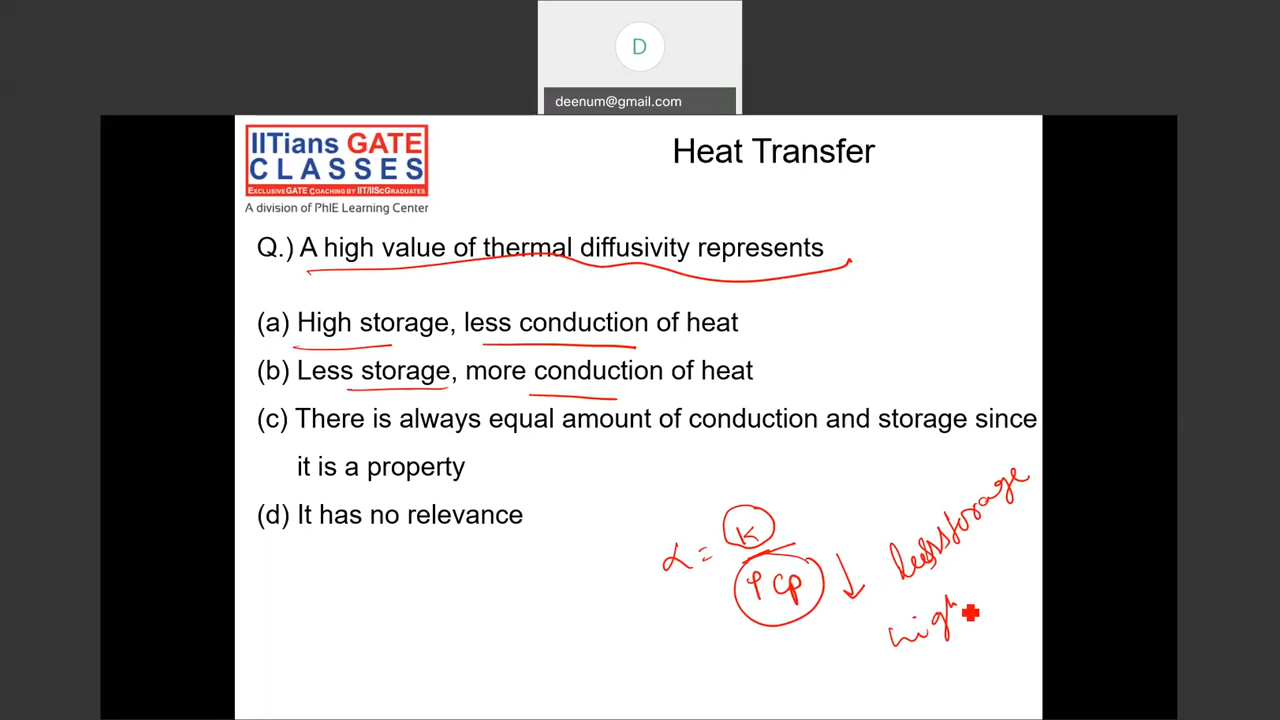 D
deenum@gmail.com
IITians GATE
CLASSES
EXCLUSIVE GATE COACHING BY IIT/IISc GRADUATES
A division of PhIE Learning Center
Heat Transfer
Q.) A high value of thermal diffusivity represents
(a) High storage, less conduction of heat
(b) Less storage, more conduction of heat
(c) There is always equal amount of conduction and storage since
it is a property
(d) It has no relevance
α = K
ρ Cp ↓
less storage
high